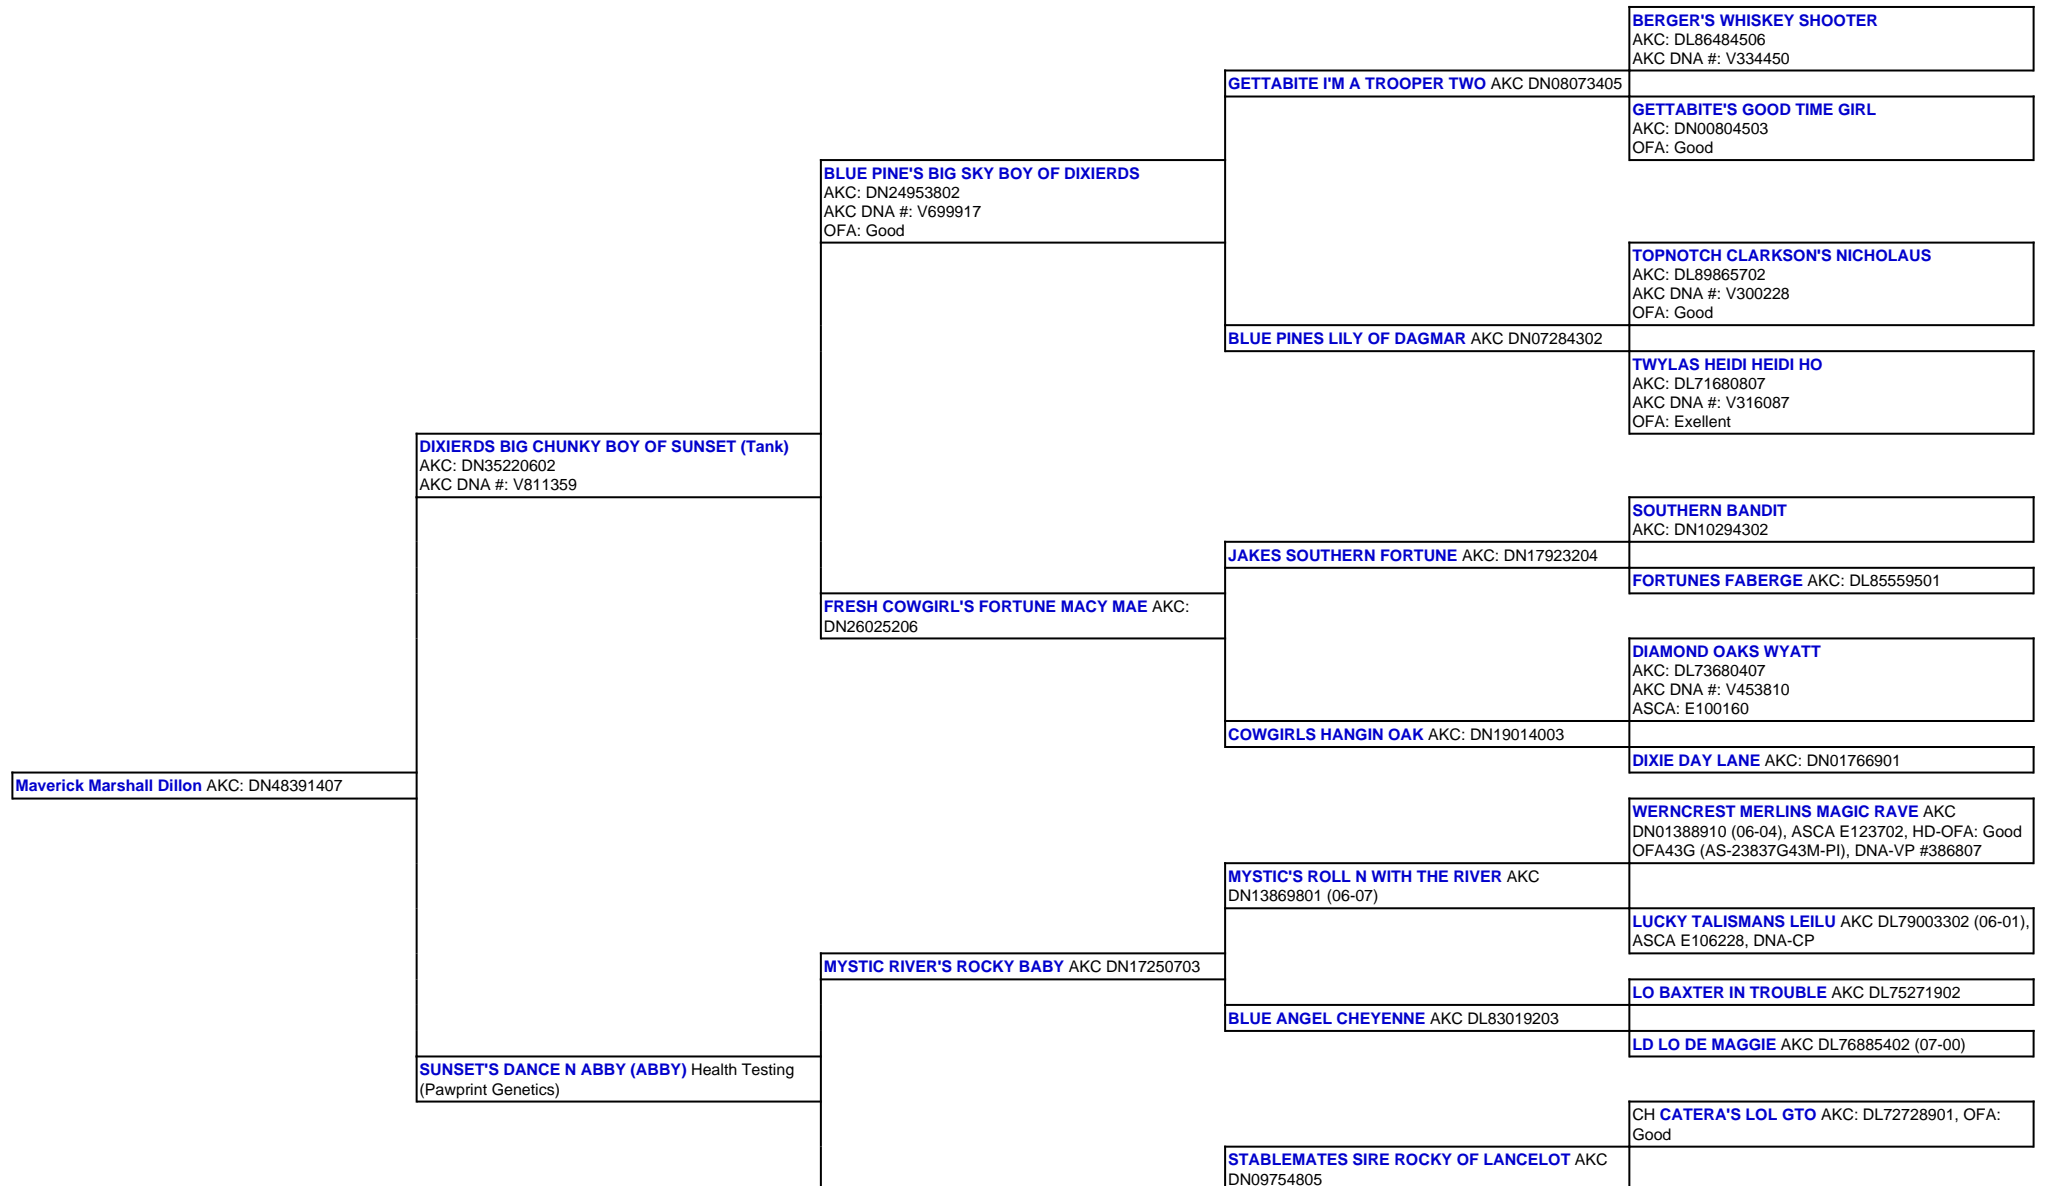 BERGER'S WHISKEY SHOOTER
AKC: DL86484506
AKC DNA #: V334450
GETTABITE I'M A TROOPER TWO AKC DN08073405
GETTABITE'S GOOD TIME GIRL
AKC: DN00804503
OFA: Good
BLUE PINE'S BIG SKY BOY OF DIXIERDS
AKC: DN24953802
AKC DNA #: V699917
OFA: Good
TOPNOTCH CLARKSON'S NICHOLAUS
AKC: DL89865702
AKC DNA #: V300228
OFA: Good
BLUE PINES LILY OF DAGMAR AKC DN07284302
TWYLAS HEIDI HEIDI HO
AKC: DL71680807
AKC DNA #: V316087
OFA: Exellent
DIXIERDS BIG CHUNKY BOY OF SUNSET (Tank)
AKC: DN35220602
AKC DNA #: V811359
SOUTHERN BANDIT
AKC: DN10294302
JAKES SOUTHERN FORTUNE AKC: DN17923204
FORTUNES FABERGE AKC: DL85559501
FRESH COWGIRL'S FORTUNE MACY MAE AKC:
DN26025206
DIAMOND OAKS WYATT
AKC: DL73680407
AKC DNA #: V453810
ASCA: E100160
COWGIRLS HANGIN OAK AKC: DN19014003
DIXIE DAY LANE AKC: DN01766901
Maverick Marshall Dillon AKC: DN48391407
WERNCREST MERLINS MAGIC RAVE AKC
DN01388910 (06-04), ASCA E123702, HD-OFA: Good
OFA43G (AS-23837G43M-PI), DNA-VP #386807
MYSTIC'S ROLL N WITH THE RIVER AKC
DN13869801 (06-07)
LUCKY TALISMANS LEILU AKC DL79003302 (06-01),
ASCA E106228, DNA-CP
MYSTIC RIVER'S ROCKY BABY AKC DN17250703
LO BAXTER IN TROUBLE AKC DL75271902
BLUE ANGEL CHEYENNE AKC DL83019203
LD LO DE MAGGIE AKC DL76885402 (07-00)
SUNSET'S DANCE N ABBY (ABBY) Health Testing
(Pawprint Genetics)
CH CATERA'S LOL GTO AKC: DL72728901, OFA:
Good
STABLEMATES SIRE ROCKY OF LANCELOT AKC
DN09754805